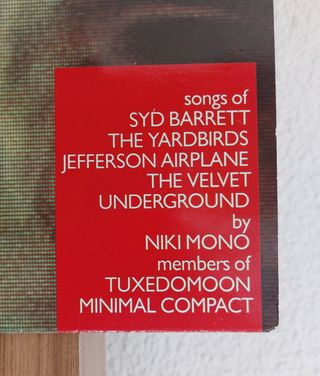 songs of
SYD BARRETT
THE YARDBIRDS
JEFFERSON AIRPLANE
THE VELVET
UNDERGROUND
by
NIKI MONO
members of
TUXEDOMOON
MINIMAL COMPACT